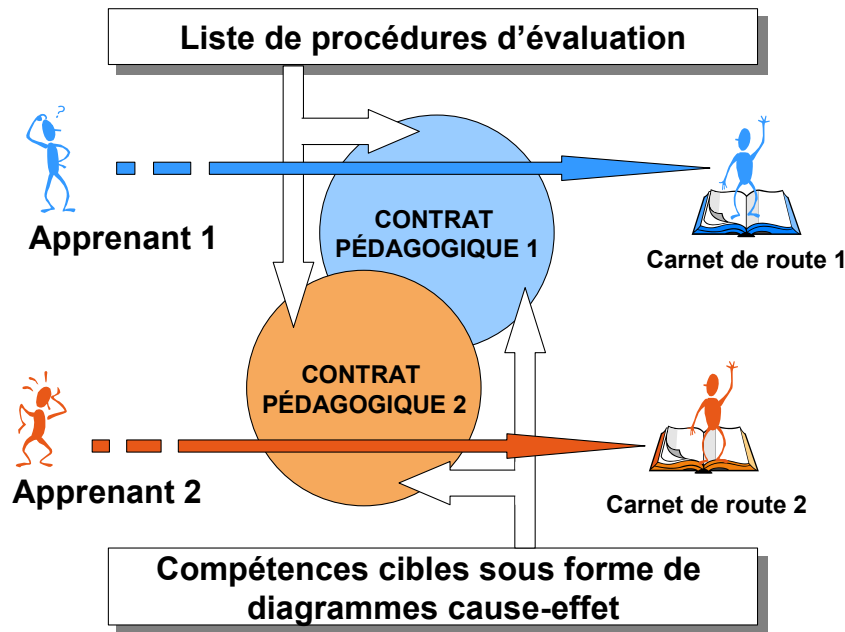 Liste de procédures d’évaluation
?
Apprenant 1
CONTRAT
PÉDAGOGIQUE 1
Carnet de route 1
CONTRAT
PÉDAGOGIQUE 2
Apprenant 2
Carnet de route 2
Compétences cibles sous forme de
diagrammes cause-effet